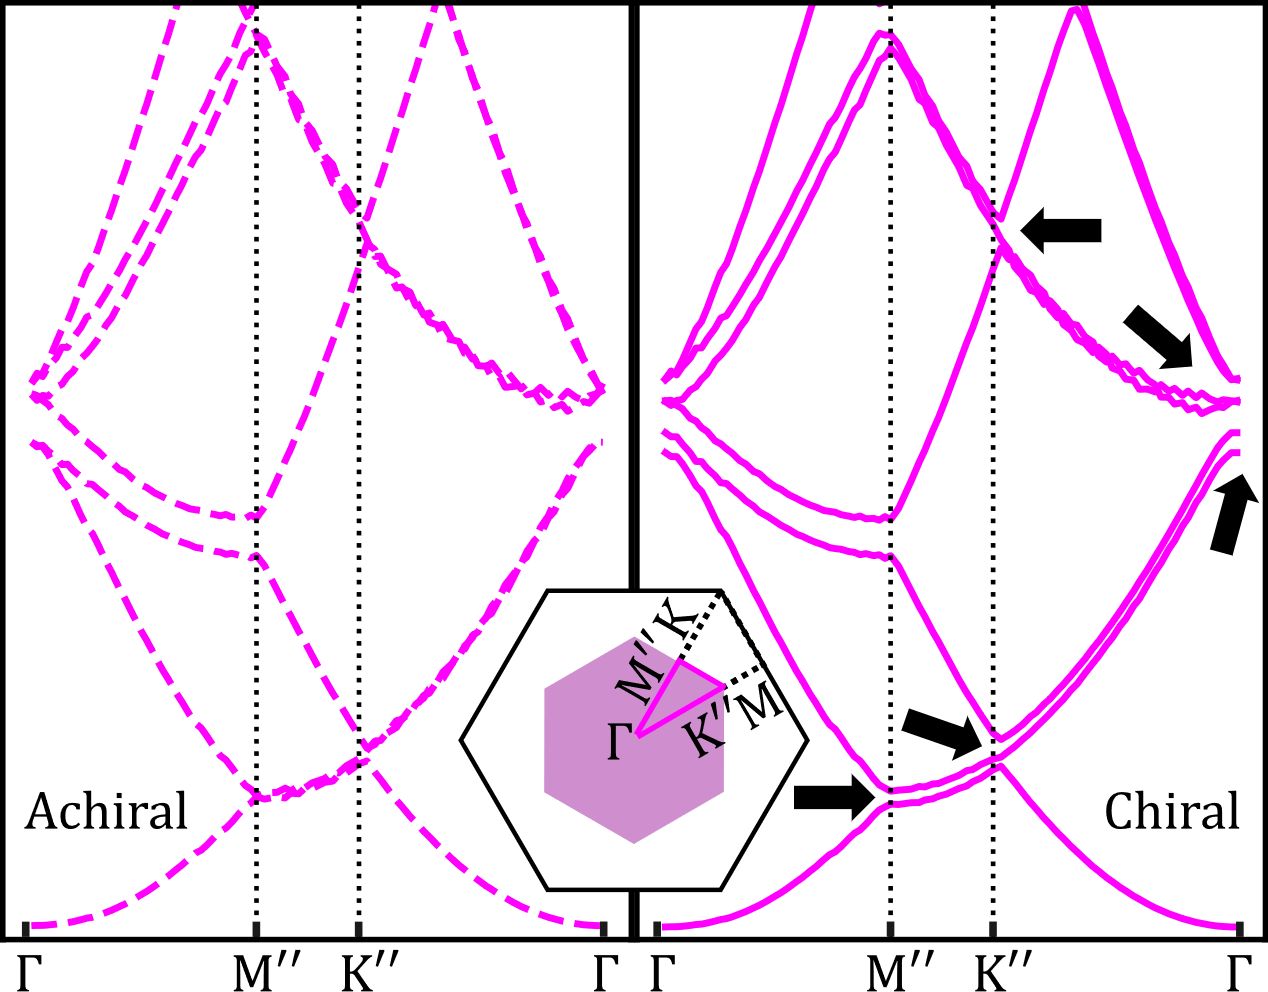 Achiral
Chiral
K
M′′
Γ
K′′
M
Γ M′′ K′′ Γ
Γ M′′ K′′ Γ